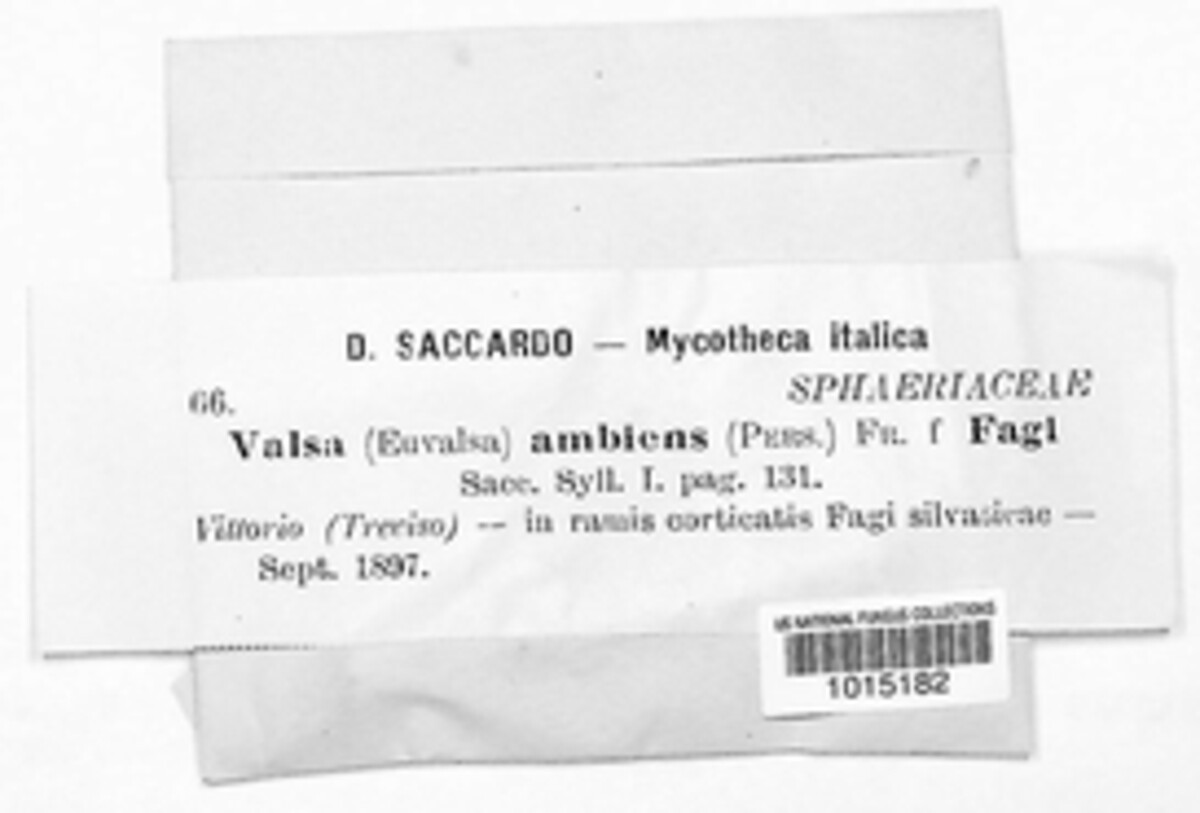 D. SACCARDO — Mycotheca italica
SPHAERIACEAE
66.
Valsa (Euvalsa) ambiens (PERS.) FR. f Fagi
Sacc. Syll. I. pag. 131.
Vittorio (Treviso) — in ramis corticatis Fagi silvaticae —
Sept. 1897.
US NATIONAL FUNGUS COLLECTIONS
1015182